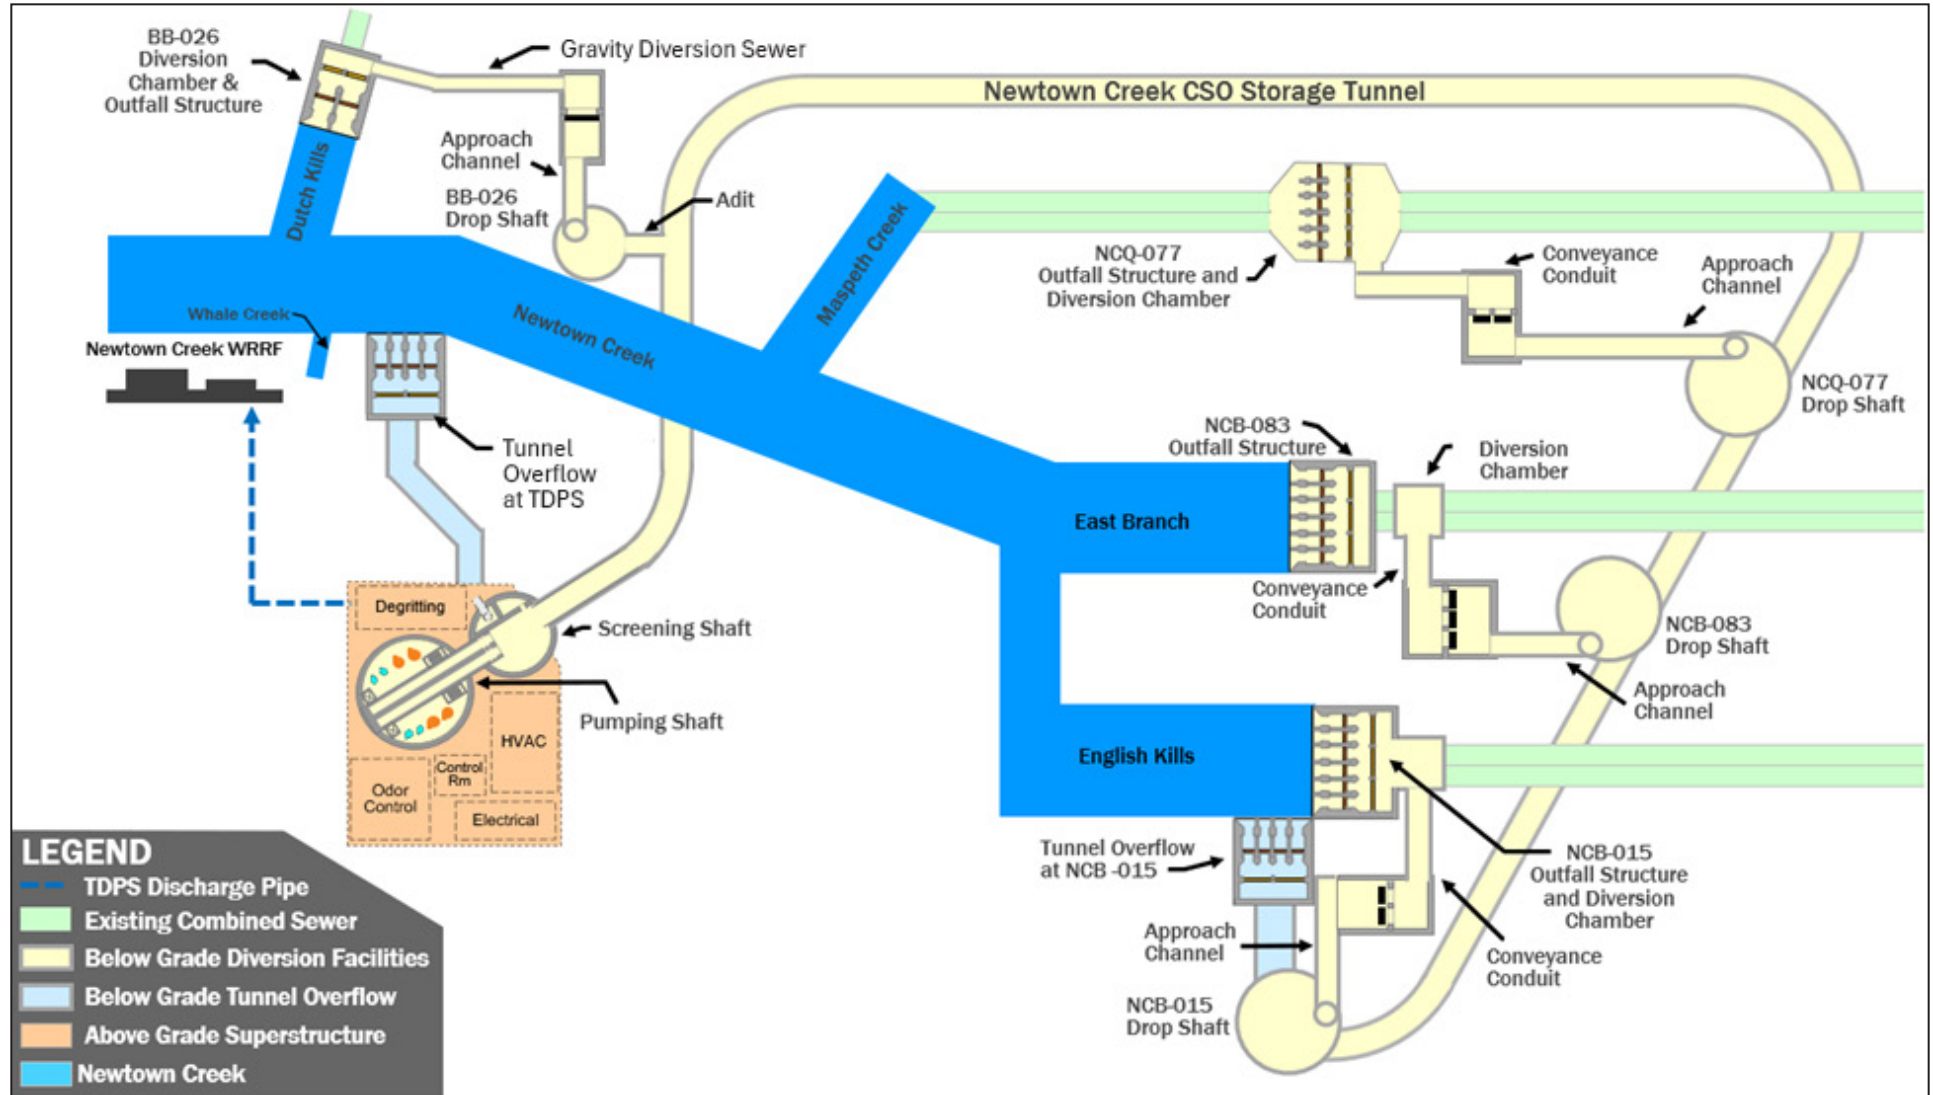 BB-026
Diversion
Chamber &
Outfall Structure
Gravity Diversion Sewer
Newtown Creek CSO Storage Tunnel
Approach
Channel
BB-026
Drop Shaft
Adit
Dutch Kills
Maspeth Creek
NCQ-077
Outfall Structure and
Diversion Chamber
Conveyance
Conduit
Approach
Channel
Whale Creek
Newtown Creek
Newtown Creek WRRF
NCQ-077
Drop Shaft
Tunnel
Overflow
at TDPS
NCB-083
Outfall Structure
Diversion
Chamber
East Branch
Conveyance
Conduit
Degritting
Screening Shaft
NCB-083
Drop Shaft
Approach
Channel
Pumping Shaft
HVAC
Control
Rm
Odor
Control
Electrical
English Kills
Tunnel Overflow
at NCB -015
NCB-015
Outfall Structure
and Diversion
Chamber
Approach
Channel
Conveyance
Conduit
NCB-015
Drop Shaft
LEGEND
TDPS Discharge Pipe
Existing Combined Sewer
Below Grade Diversion Facilities
Below Grade Tunnel Overflow
Above Grade Superstructure
Newtown Creek